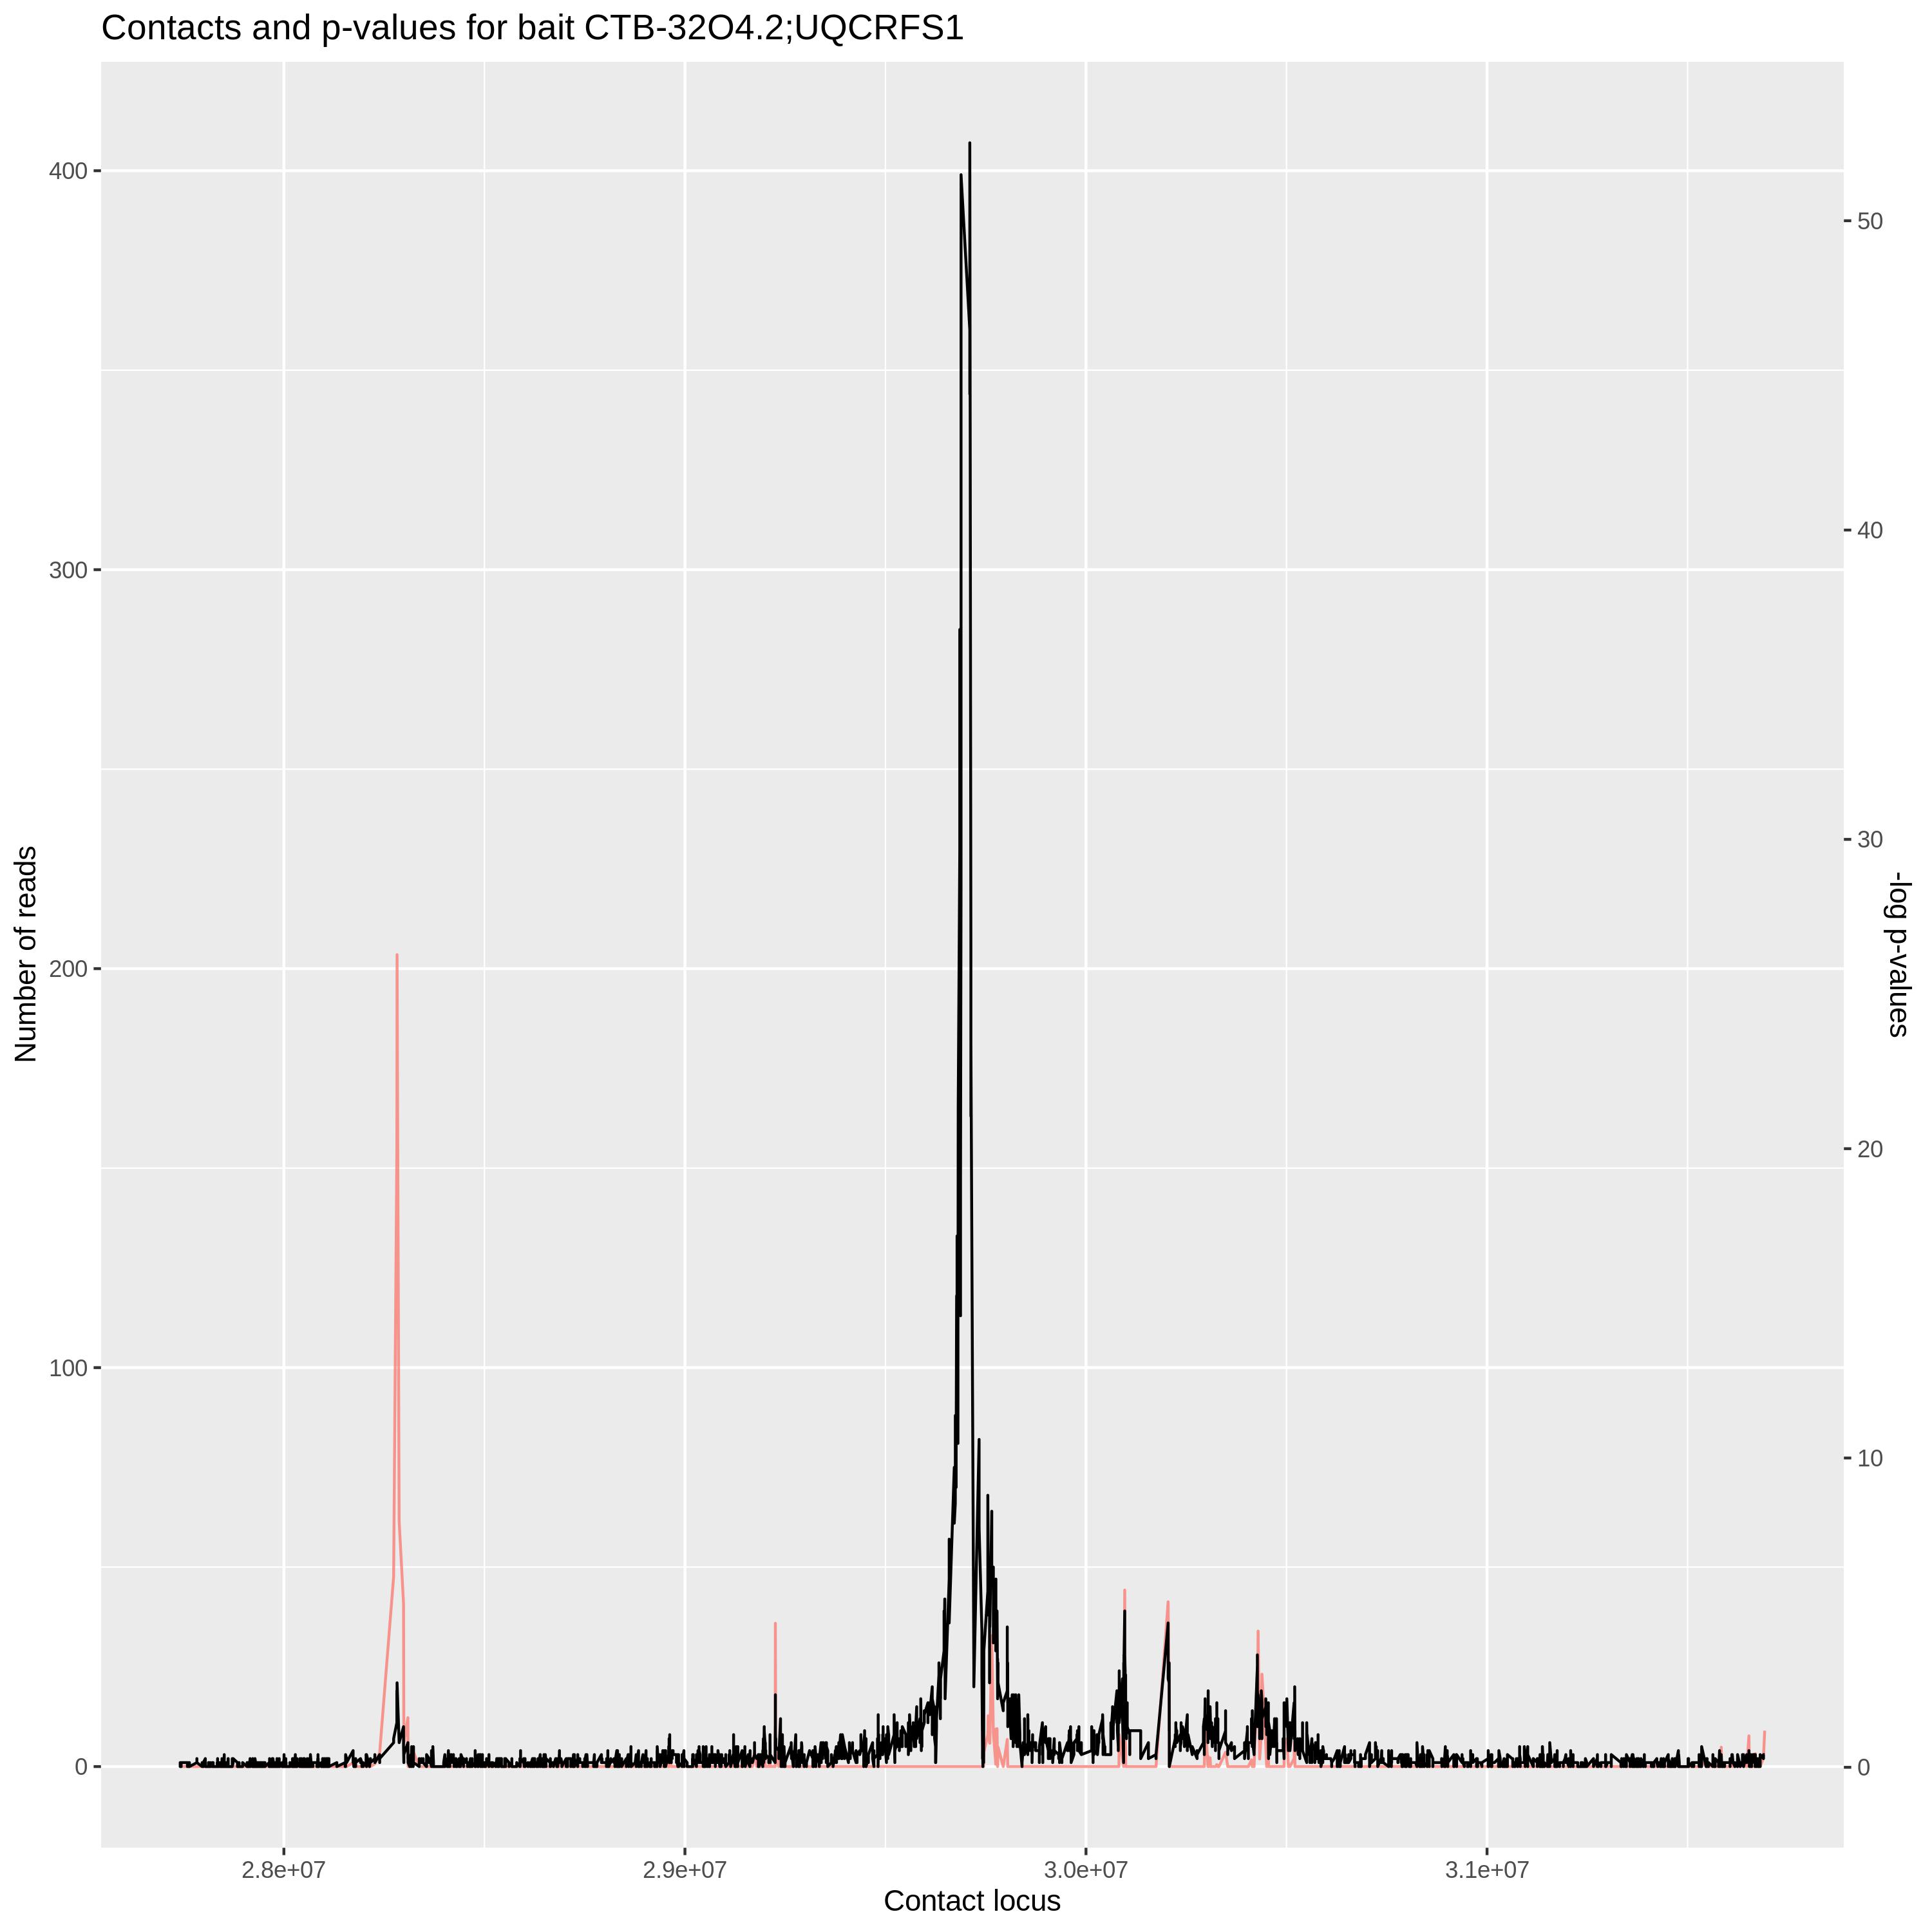 Contacts and p-values for bait CTB-32O4.2;UQCRFS1
400
300
200
100
0
50
40
30
20
10
0
Number of reads
-log p-values
2.8e+07
2.9e+07
3.0e+07
3.1e+07
Contact locus